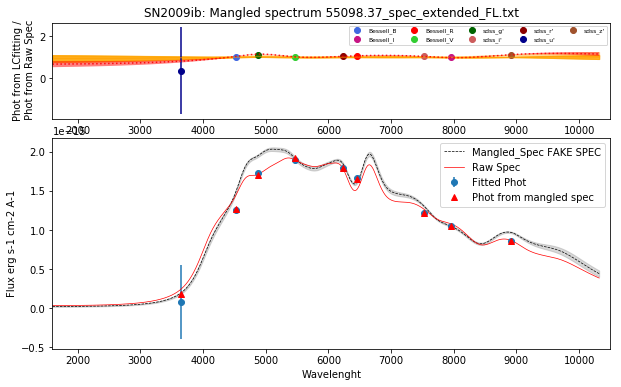 SN2009ib: Mangled spectrum 55098.37_spec_extended_FL.txt
Phot from LCfitting /
Phot from Raw Spec
2
0
Bessell_B
Bessell_R
sdss_g'
sdss_r'
sdss_z'
Bessell_I
Bessell_V
sdss_i'
sdss_u'
2000 3000 4000 5000 6000 7000 8000 9000 10000
Flux erg s-1 cm-2 A-1
2.0
1.5
1.0
0.5
0.0
−0.5
Mangled_Spec FAKE SPEC
Raw Spec
Fitted Phot
Phot from mangled spec
2000 3000 4000 5000 6000 7000 8000 9000 10000
Wavelenght